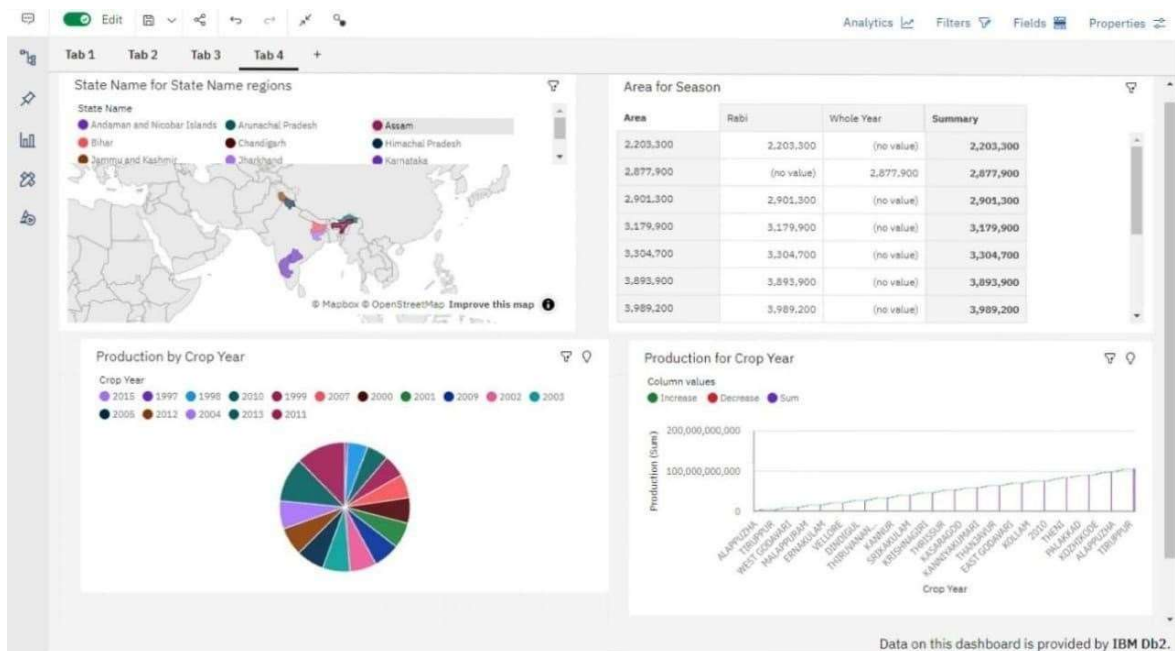 Edit
Analytics Filters Fields Properties
Tab 1 Tab 2 Tab 3 Tab 4 +
State Name for State Name regions
State Name
Andaman and Nicobar Islands Arunachal Pradesh Assam
Bihar Chandigarh Himachal Pradesh
Jammu and Kashmir Jharkhand Karnataka
© Mapbox © OpenStreetMap Improve this map
Area for Season
Area Rabi Whole Year Summary
2,203,300 2,203,300 (no value) 2,203,300
2,877,900 (no value) 2,877,900 2,877,900
2,901,300 2,901,300 (no value) 2,901,300
3,179,900 3,179,900 (no value) 3,179,900
3,304,700 3,304,700 (no value) 3,304,700
3,893,900 3,893,900 (no value) 3,893,900
3,989,200 3,989,200 (no value) 3,989,200
Production by Crop Year
Crop Year
2015 1997 1998 2010 1999 2007 2000 2001 2009 2002 2003
2005 2012 2004 2013 2011
Production for Crop Year
Column values
Increase Decrease Sum
Production (Sum)
200,000,000,000
100,000,000,000
0
ALAPPUZHA
TIRUPPUR
WEST GODAVARI
MALAPPURAM
ERNAKULAM
VELLORE
DINDIGUL
THIRUVANAN...
KANNUR
SRIKAKULAM
KRISHNAGIRI
THRISSUR
KASARAGOD
KANNIYAKUMARI
THANJAVUR
EAST GODAVARI
KOLLAM
2010
THENI
PALAKKAD
KOZHIKODE
ALAPPUZHA
TIRUPPUR
Crop Year
Data on this dashboard is provided by IBM Db2.